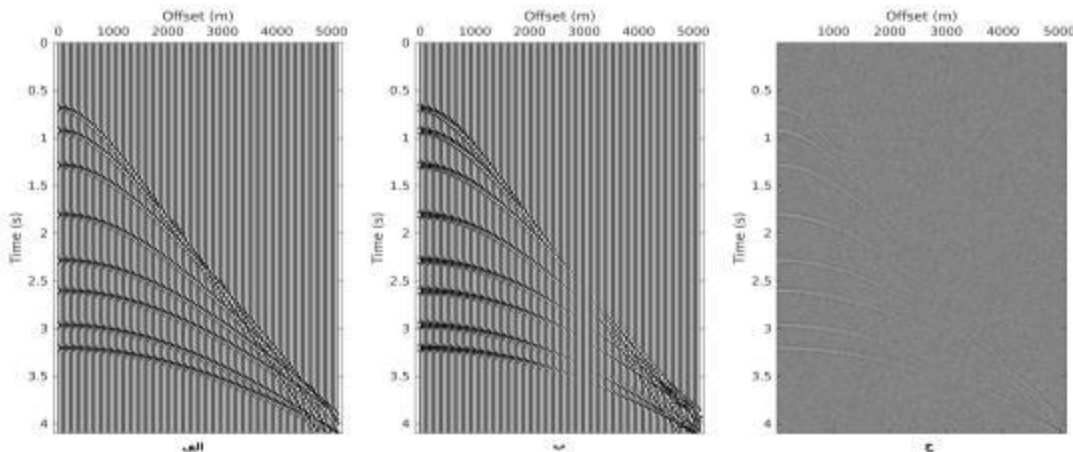 Offset (m) Offset (m) Offset (m)
0 1000 2000 3000 4000 5000 0 1000 2000 3000 4000 5000 1000 2000 3000 4000 5000
0 0
0.5 0.5 0.5
1 1 1
1.5 1.5 1.5
2 2 2
2.5 2.5 2.5
3 3 3
3.5 3.5 3.5
4 4 4
Time (s) Time (s) Time (s)
الف ب ج